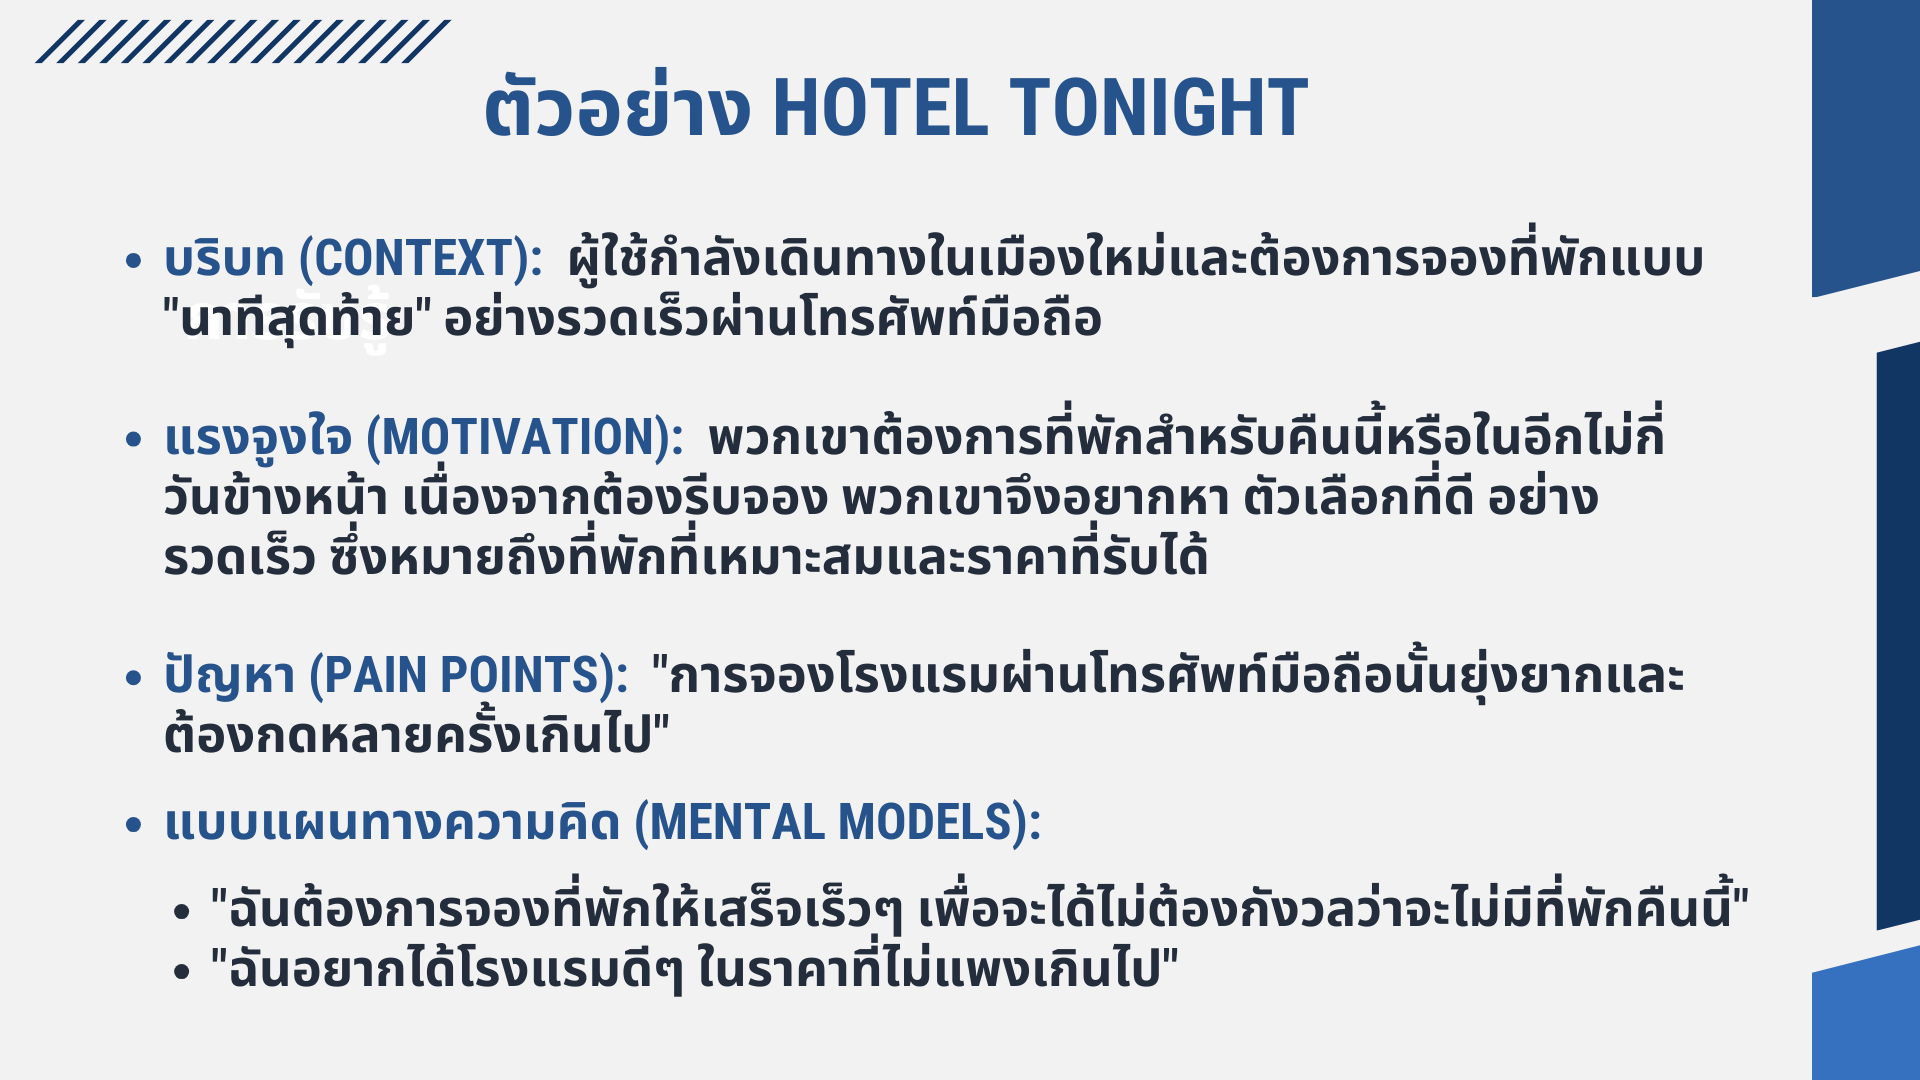 ตัวอย่าง HOTEL TONIGHT
• บริบท (CONTEXT): ผู้ใช้กำลังเดินทางในเมืองใหม่และต้องการจองที่พักแบบ
"นาทีสุดท้าย" อย่างรวดเร็วผ่านโทรศัพท์มือถือ
• แรงจูงใจ (MOTIVATION): พวกเขาต้องการที่พักสำหรับคืนนี้หรือในอีกไม่กี่
วันข้างหน้า เนื่องจากต้องรีบจอง พวกเขาจึงอยากหา ตัวเลือกที่ดี อย่าง
รวดเร็ว ซึ่งหมายถึงที่พักที่เหมาะสมและราคาที่รับได้
• ปัญหา (PAIN POINTS): "การจองโรงแรมผ่านโทรศัพท์มือถือนั้นยุ่งยากและ
ต้องกดหลายครั้งเกินไป"
• แบบแผนทางความคิด (MENTAL MODELS):
• "ฉันต้องการจองที่พักให้เสร็จเร็วๆ เพื่อจะได้ไม่ต้องกังวลว่าจะไม่มีที่พักคืนนี้"
• "ฉันอยากได้โรงแรมดีๆ ในราคาที่ไม่แพงเกินไป"